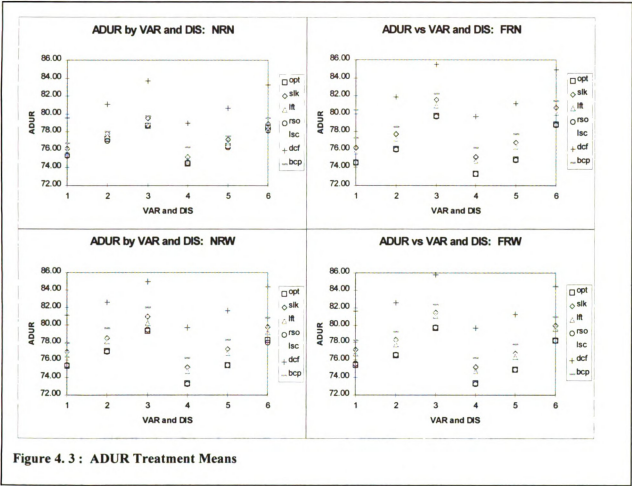 ADUR by VAR and DIS: NRN
86.00
84.00
82.00
80.00
78.00
76.00
74.00
72.00
ADUR
1 2 3 4 5 6
VAR and DIS
opt
slk
lft
rso
lsc
dcf
bcp
ADUR vs VAR and DIS: FRN
86.00
84.00
82.00
80.00
78.00
76.00
74.00
72.00
ADUR
1 2 3 4 5 6
VAR and DIS
opt
slk
lft
rso
lsc
dcf
bcp
ADUR by VAR and DIS: NRW
86.00
84.00
82.00
80.00
78.00
76.00
74.00
72.00
ADUR
1 2 3 4 5 6
VAR and DIS
opt
slk
lft
rso
lsc
dcf
bcp
ADUR vs VAR and DIS: FRW
86.00
84.00
82.00
80.00
78.00
76.00
74.00
72.00
ADUR
1 2 3 4 5 6
VAR and DIS
opt
slk
lft
rso
lsc
dcf
bcp
Figure 4. 3 : ADUR Treatment Means